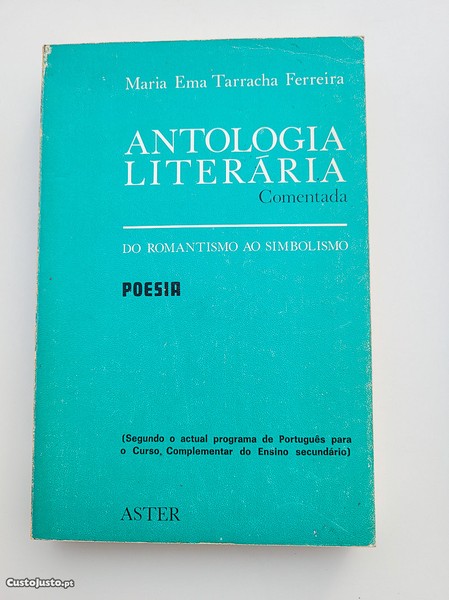 Maria Ema Tarracha Ferreira
ANTOLOGIA
LITERÁRIA
Comentada
DO ROMANTISMO AO SIMBOLISMO
POESIA
(Segundo o actual programa de Português para
o Curso Complementar do Ensino secundário)
ASTER
CustoJusto.pt